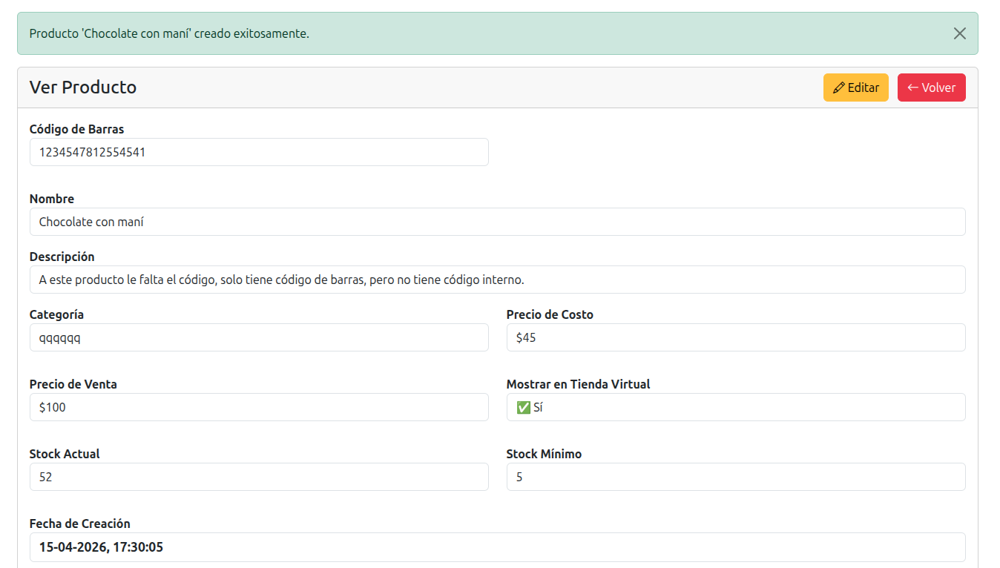 Producto 'Chocolate con maní' creado exitosamente.
Ver Producto
Editar
Volver
Código de Barras
1234547812554541
Nombre
Chocolate con maní
Descripción
A este producto le falta el código, solo tiene código de barras, pero no tiene código interno.
Categoría
Precio de Costo
qqqqqq
$45
Precio de Venta
Mostrar en Tienda Virtual
$100
✅ Sí
Stock Actual
Stock Mínimo
52
5
Fecha de Creación
15-04-2026, 17:30:05